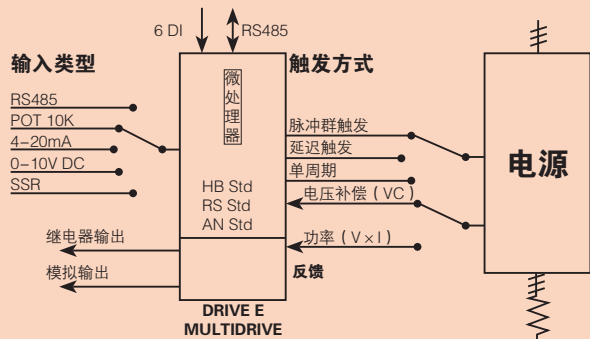 6 DI
RS485
输入类型
触发方式
微处理器
RS485
POT 10K
4–20mA
0–10V DC
SSR
脉冲群触发
延迟触发
单周期
电压补偿（VC）
功率（V×I）
反馈
电源
HB Std
RS Std
AN Std
继电器输出
模拟输出
DRIVE E
MULTIDRIVE